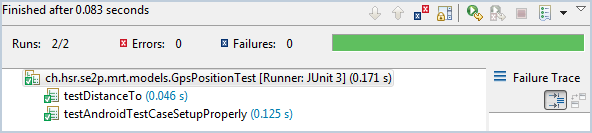 Finished after 0.083 seconds
Runs: 2/2 Errors: 0 Failures: 0
ch.hsr.se2p.mrt.models.GpsPositionTest [Runner: JUnit 3] (0.171 s)
Failure Trace
testDistanceTo (0.046 s)
testAndroidTestCaseSetupProperly (0.125 s)